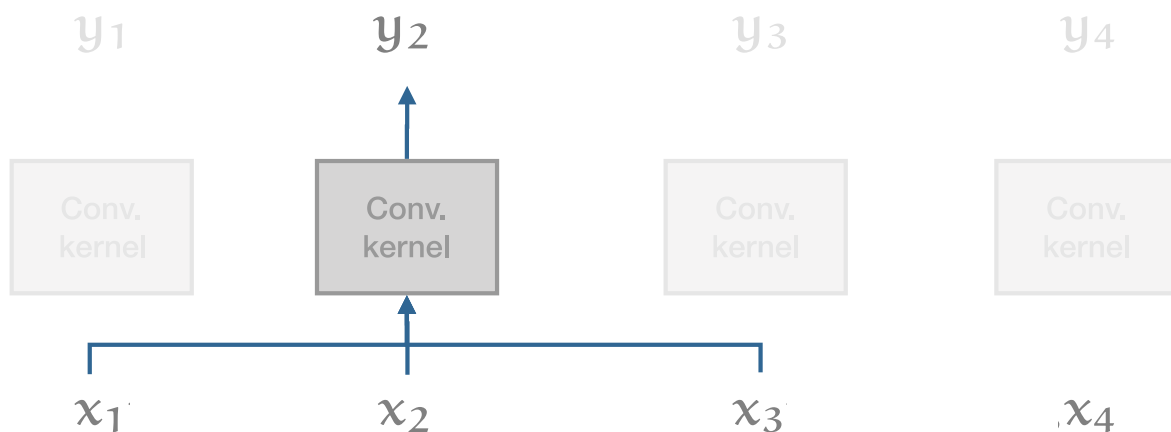 y₁ y₂ y₃ y₄
Conv. Conv. Conv. Conv.
kernel kernel kernel kernel
x₁ x₂ x₃ x₄